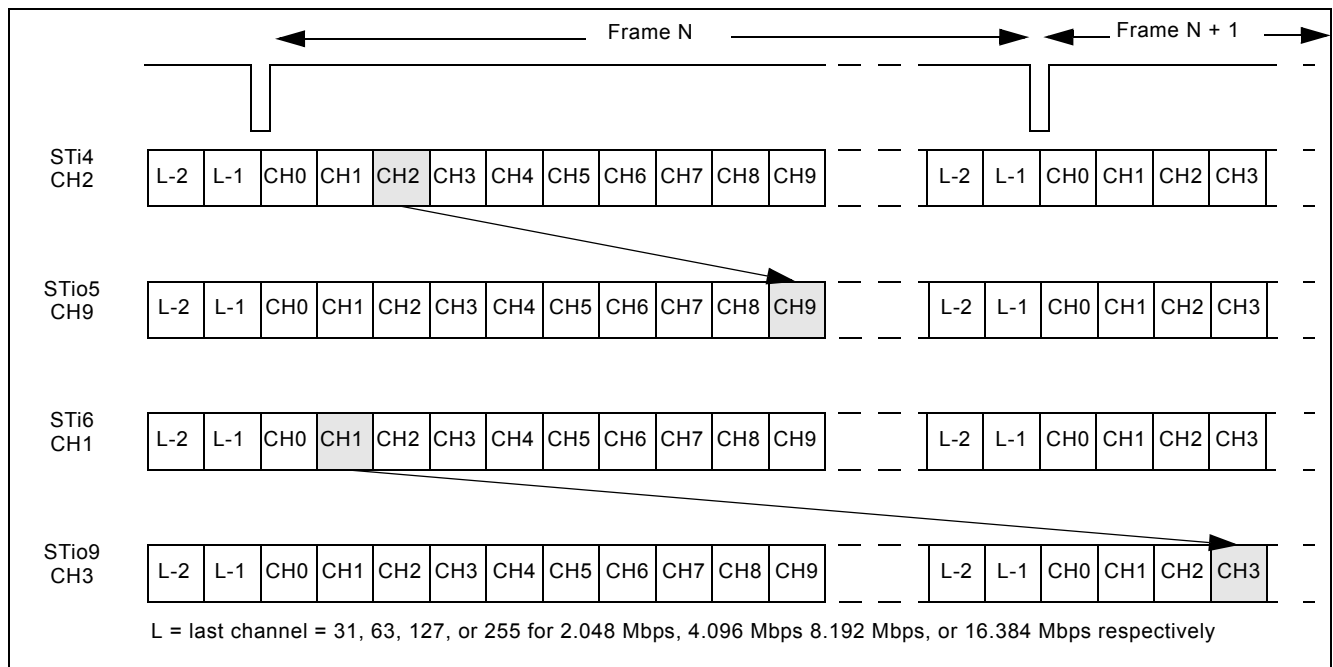 Frame N
Frame N + 1
STi4
CH2
L-2 L-1 CH0 CH1 CH2 CH3 CH4 CH5 CH6 CH7 CH8 CH9 L-2 L-1 CH0 CH1 CH2 CH3
STio5
CH9
L-2 L-1 CH0 CH1 CH2 CH3 CH4 CH5 CH6 CH7 CH8 CH9 L-2 L-1 CH0 CH1 CH2 CH3
STi6
CH1
L-2 L-1 CH0 CH1 CH2 CH3 CH4 CH5 CH6 CH7 CH8 CH9 L-2 L-1 CH0 CH1 CH2 CH3
STio9
CH3
L-2 L-1 CH0 CH1 CH2 CH3 CH4 CH5 CH6 CH7 CH8 CH9 L-2 L-1 CH0 CH1 CH2 CH3
L = last channel = 31, 63, 127, or 255 for 2.048 Mbps, 4.096 Mbps 8.192 Mbps, or 16.384 Mbps respectively